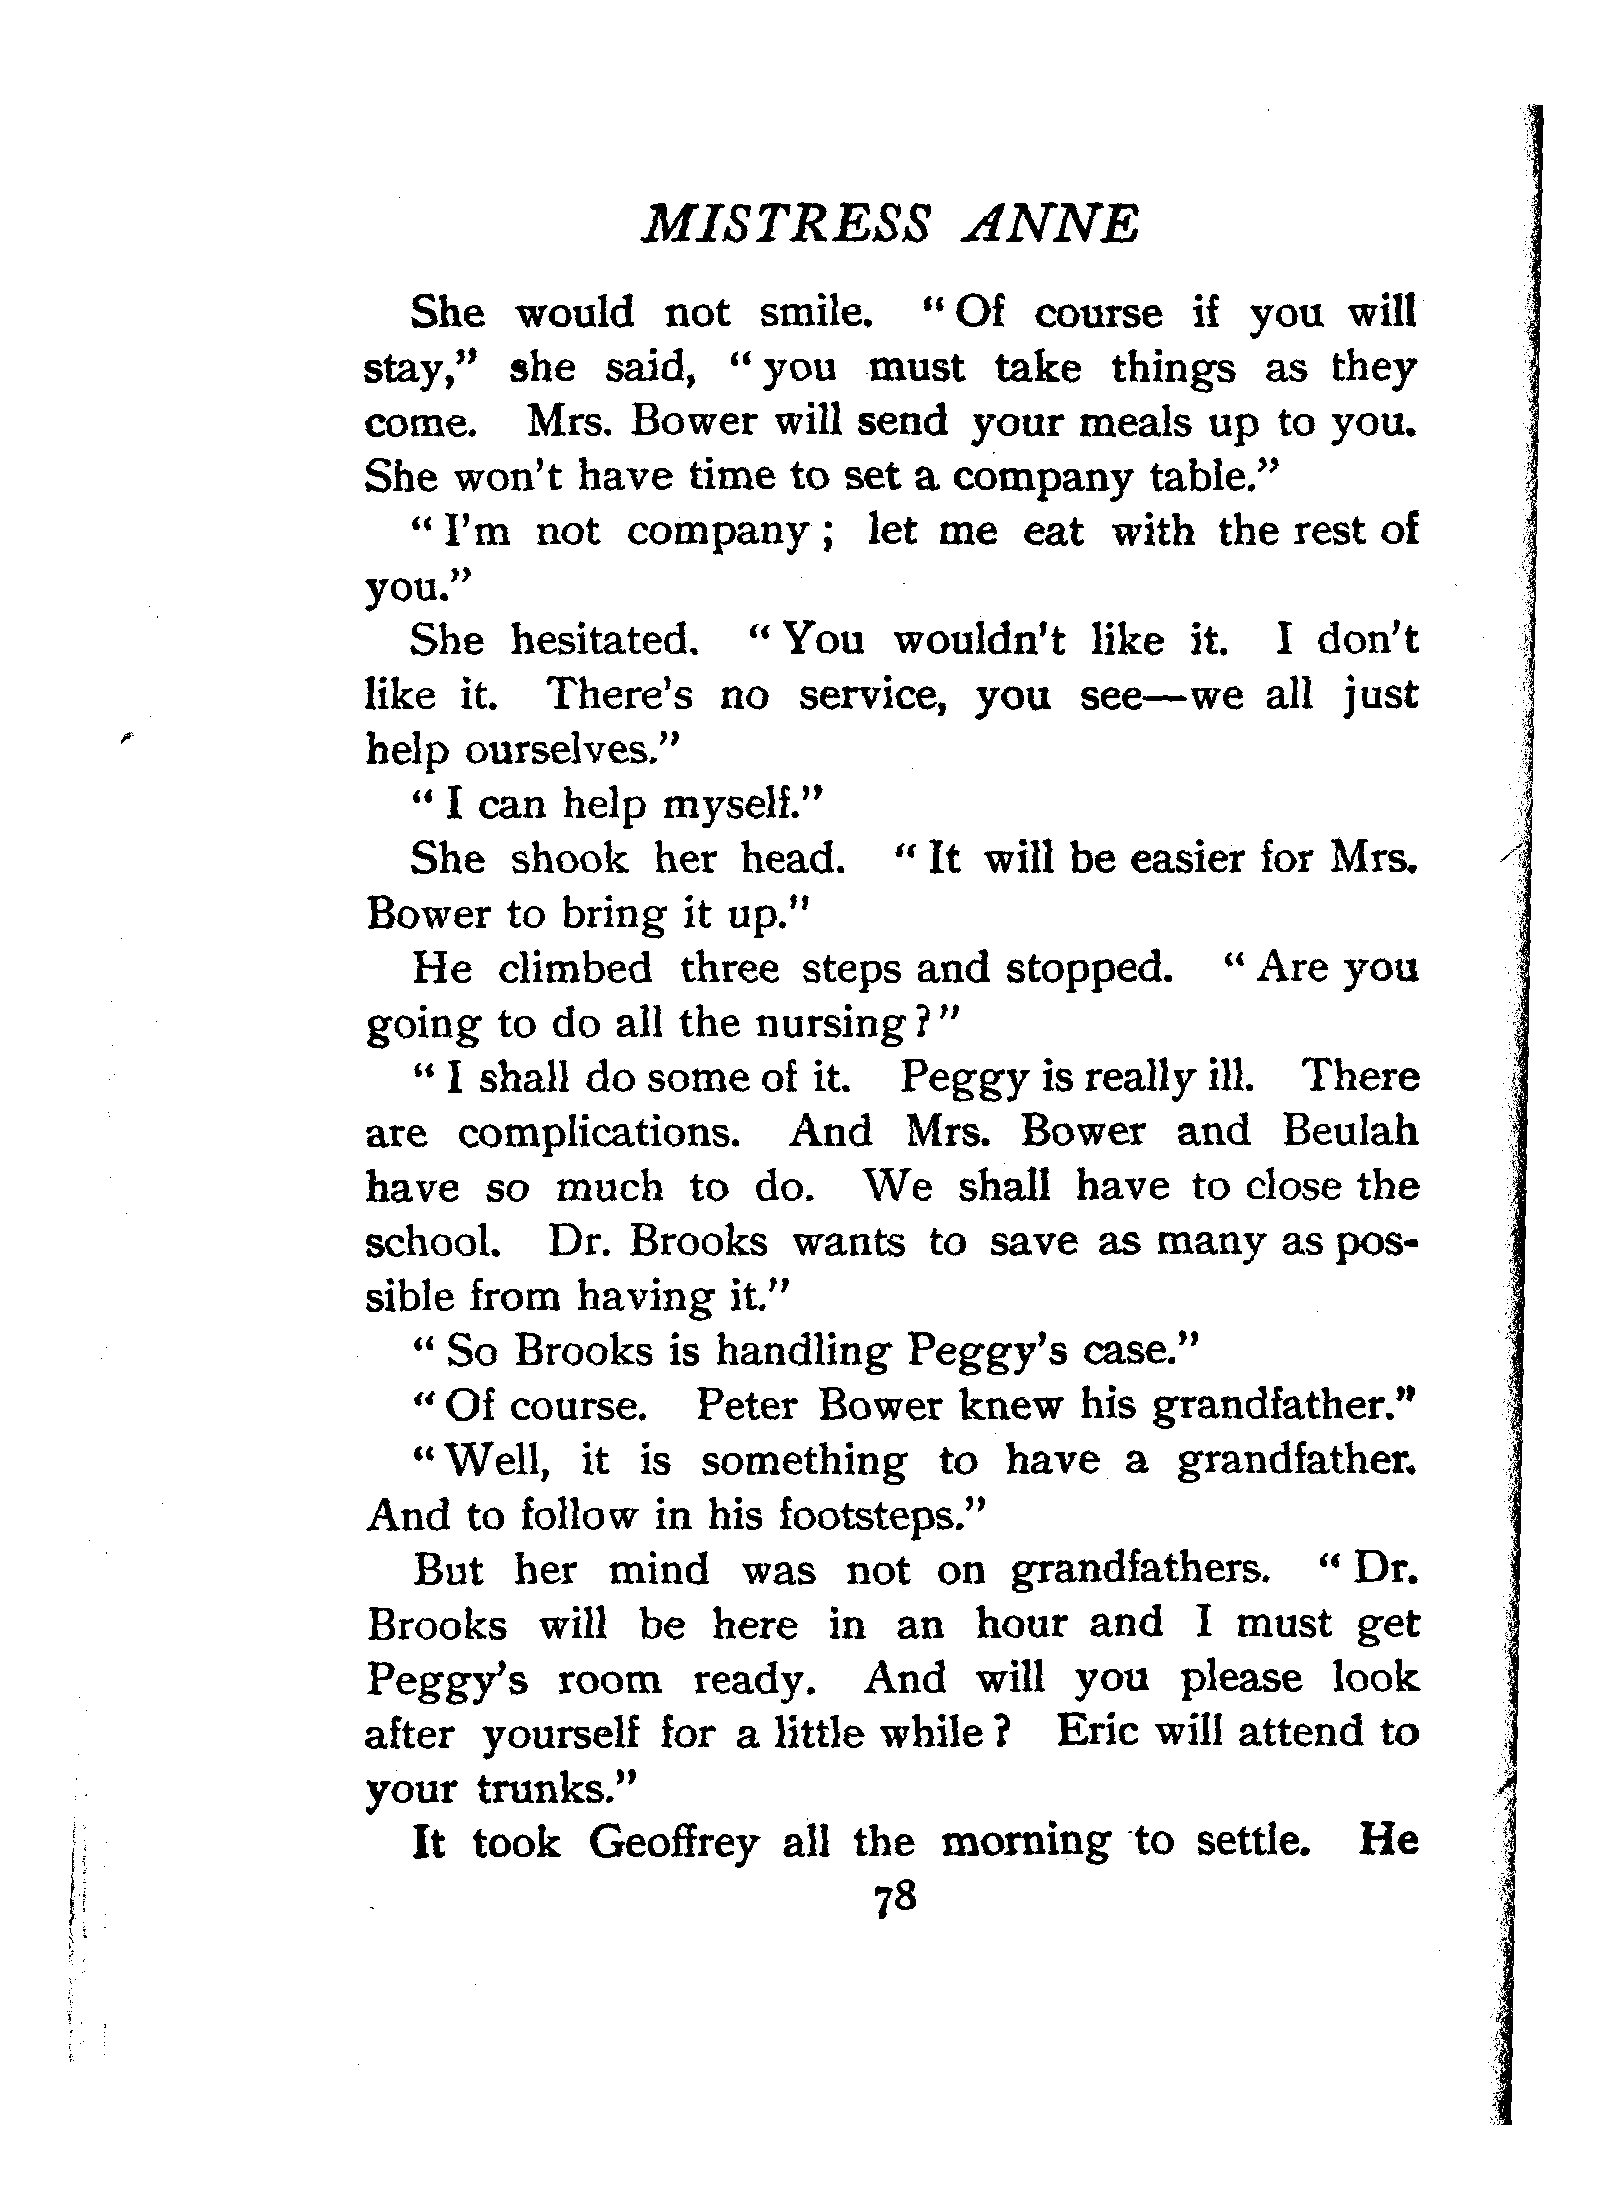 MISTRESS ANNE
She would not smile. “Of course if you will
stay,” she said, “you must take things as they
come. Mrs. Bower will send your meals up to you.
She won't have time to set a company table.”
“I'm not company; let me eat with the rest of
you.”
She hesitated. “You wouldn't like it. I don't
like it. There's no service, you see—we all just
help ourselves.”
“I can help myself.”
She shook her head. “It will be easier for Mrs.
Bower to bring it up.”
He climbed three steps and stopped. “Are you
going to do all the nursing?”
“I shall do some of it. Peggy is really ill. There
are complications. And Mrs. Bower and Beulah
have so much to do. We shall have to close the
school. Dr. Brooks wants to save as many as pos-
sible from having it.”
“So Brooks is handling Peggy's case.”
“Of course. Peter Bower knew his grandfather.”
“Well, it is something to have a grandfather.
And to follow in his footsteps.”
But her mind was not on grandfathers. “Dr.
Brooks will be here in an hour and I must get
Peggy's room ready. And will you please look
after yourself for a little while? Eric will attend to
your trunks.”
It took Geoffrey all the morning to settle. He
78